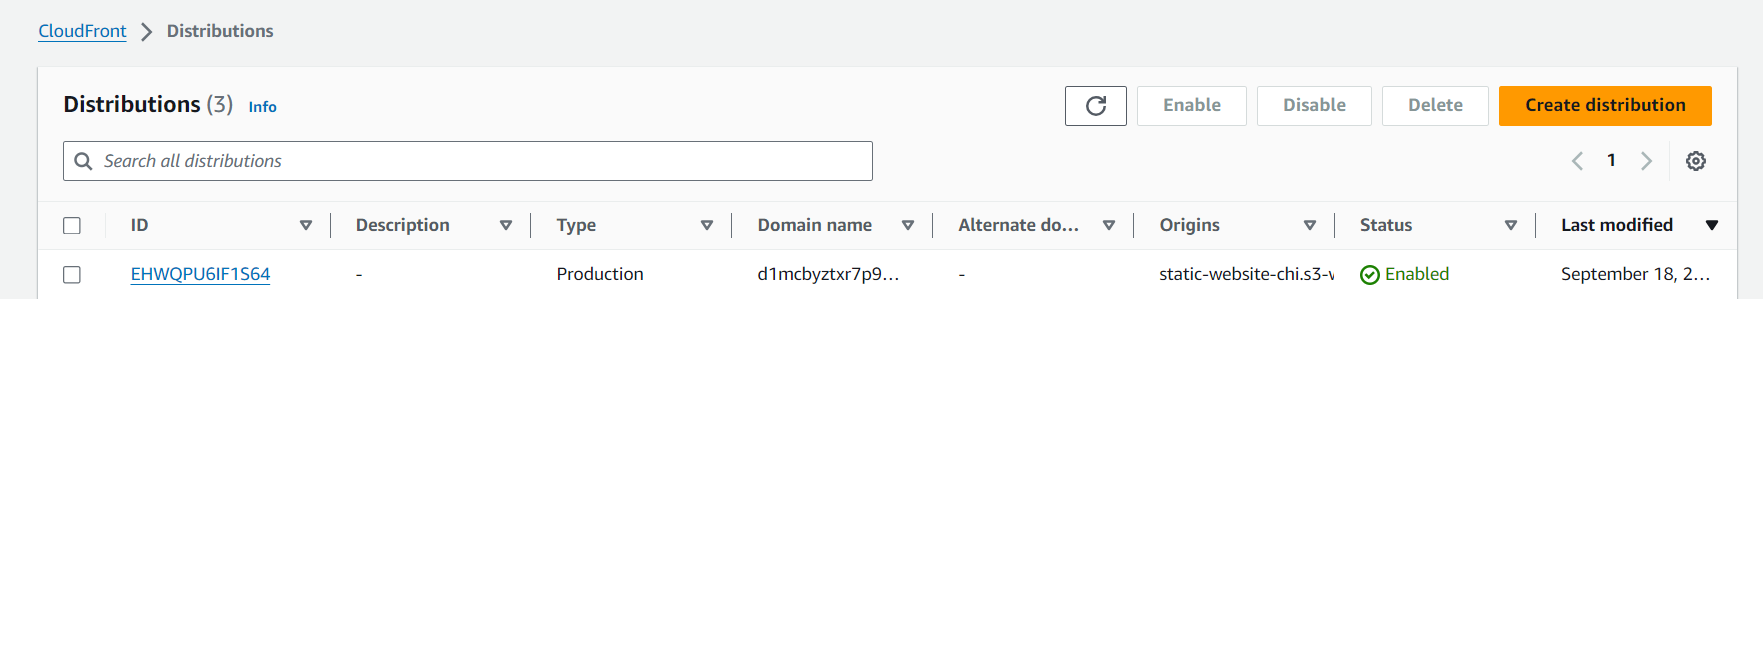 CloudFront > Distributions
Distributions (3) Info
Enable Disable Delete Create distribution
Search all distributions
1
ID Description Type Domain name Alternate do... Origins Status Last modified
EHWQPU6IF1S64 - Production d1mcbyztxr7p9... - static-website-chi.s3-w Enabled September 18, 2...